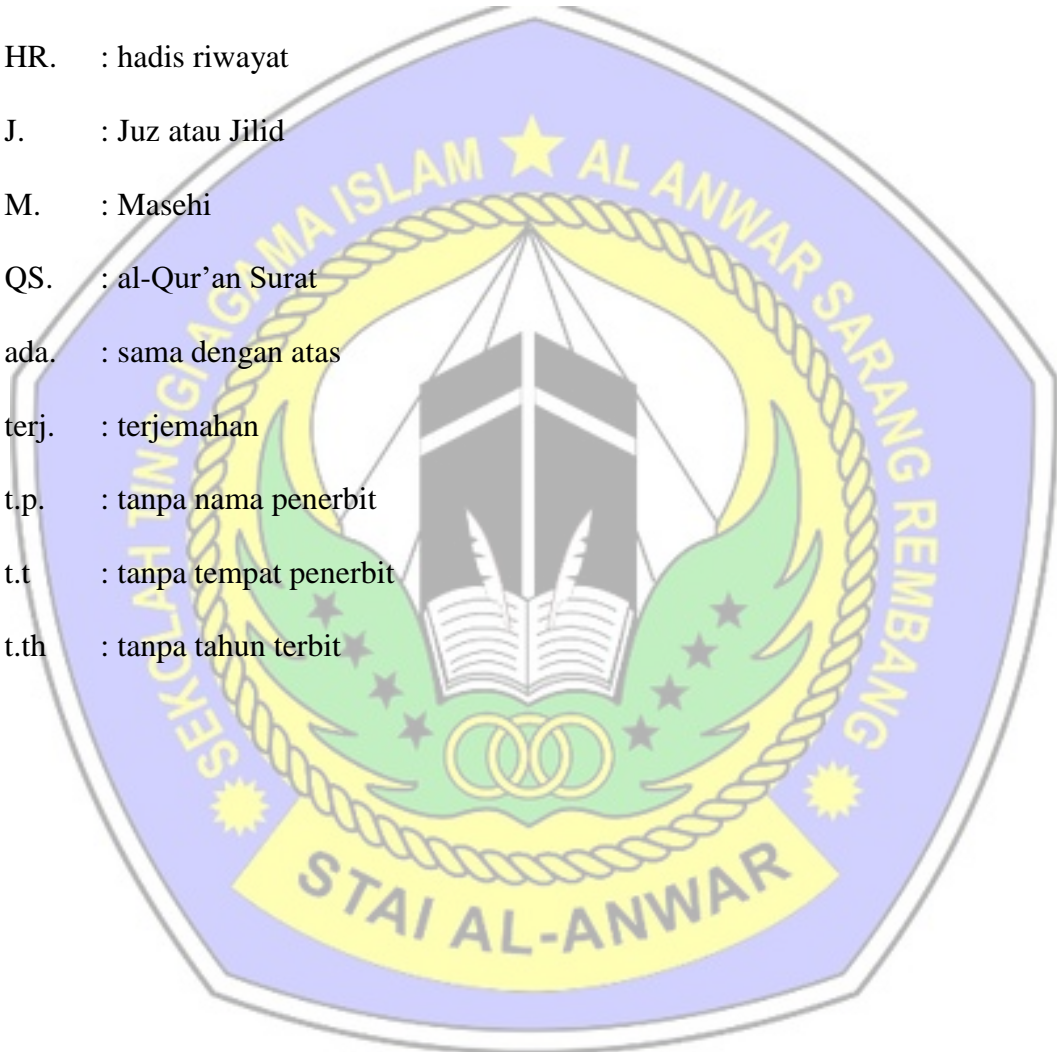 HR. : hadis riwayat
J. : Juz atau Jilid
M. : Masehi
QS. : al-Qur’an Surat
ada. : sama dengan atas
terj. : terjemahan
t.p. : tanpa nama penerbit
t.t : tanpa tempat penerbit
t.th : tanpa tahun terbit
SEKOLAH TINGGI AGAMA ISLAM ★ AL ANWAR SARANG REMBANG
STAI AL-ANWAR